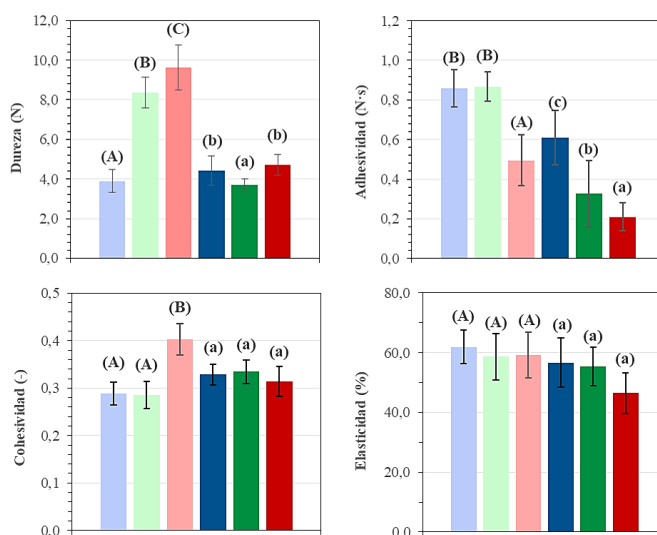 12,0
10,0
8,0
6,0
4,0
2,0
0,0
Dureza (N)
(A)
(B)
(C)
(b)
(a)
(b)
1,2
1,0
0,8
0,6
0,4
0,2
0,0
Adhesividad (N·s)
(B)
(B)
(A)
(c)
(b)
(a)
0,5
0,4
0,3
0,2
0,1
0,0
Cohesividad (-)
(A)
(A)
(B)
(a)
(a)
(a)
80,0
60,0
40,0
20,0
0,0
Elasticidad (%)
(A)
(A)
(A)
(a)
(a)
(a)